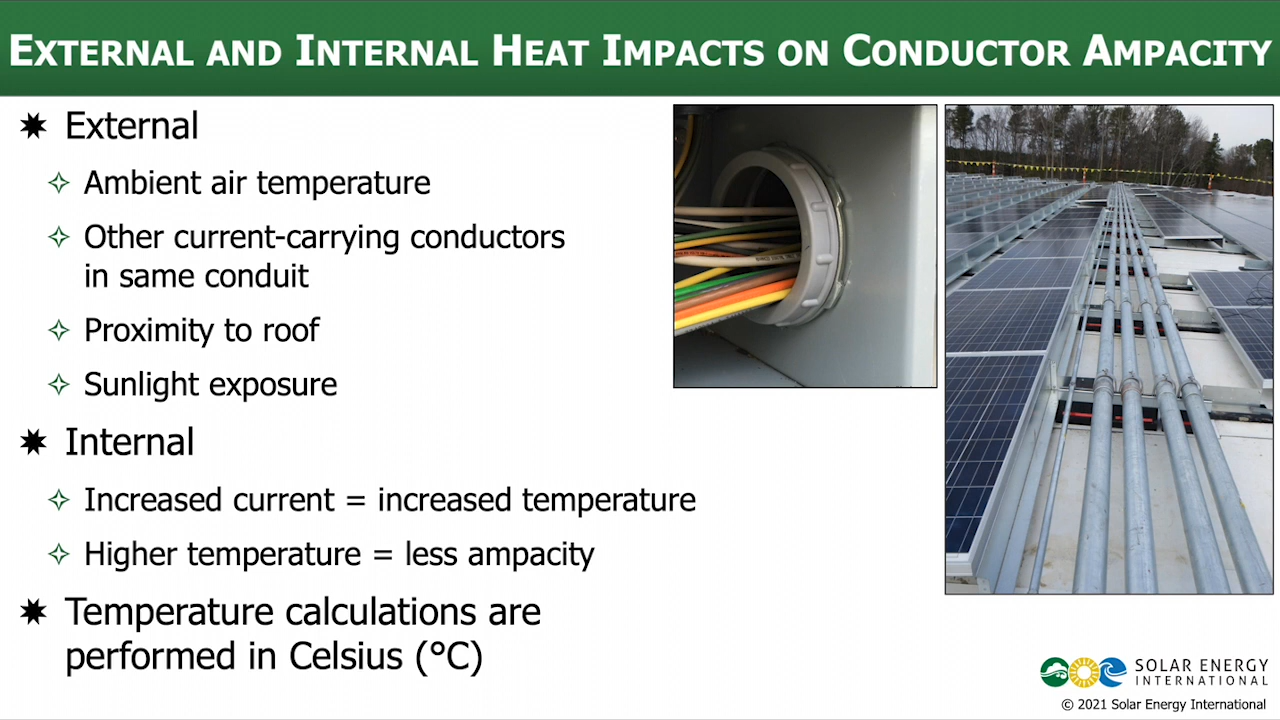 EXTERNAL AND INTERNAL HEAT IMPACTS ON CONDUCTOR AMPACITY
External
Ambient air temperature
Other current-carrying conductors
in same conduit
Proximity to roof
Sunlight exposure
Internal
Increased current = increased temperature
Higher temperature = less ampacity
Temperature calculations are
performed in Celsius (°C)
SOLAR ENERGY
INTERNATIONAL
© 2021 Solar Energy International